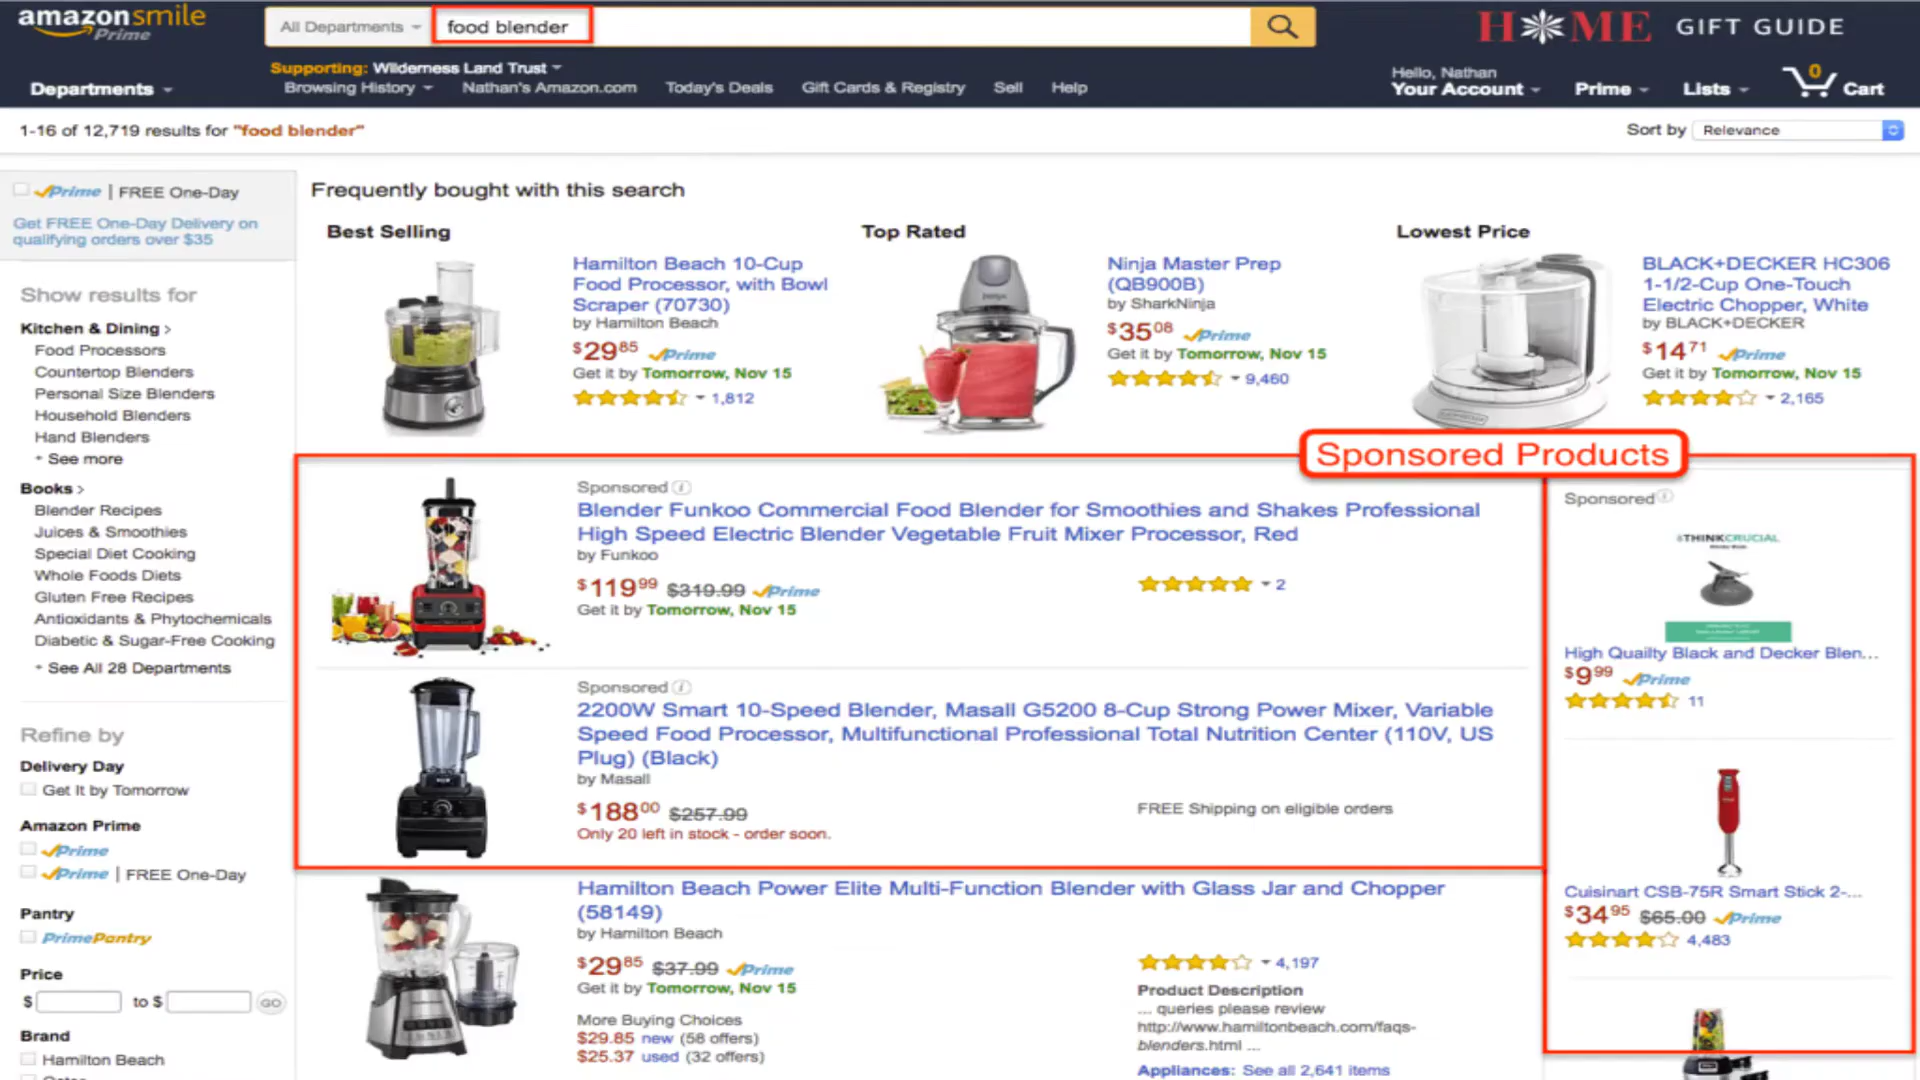 amazonsmile
Prime
All Departments
food blender
HOME GIFT GUIDE
Supporting: Wilderness Land Trust
Departments
Browsing History
Nathan's Amazon.com
Today's Deals
Gift Cards & Registry
Sell
Help
Hello, Nathan
Your Account
Prime
Lists
0
Cart
1-16 of 12,719 results for "food blender"
Sort by Relevance
Prime | FREE One-Day
Get FREE One-Day Delivery on
qualifying orders over $35
Show results for
Kitchen & Dining >
Food Processors
Countertop Blenders
Personal Size Blenders
Household Blenders
Hand Blenders
See more
Books >
Blender Recipes
Juices & Smoothies
Special Diet Cooking
Whole Foods Diets
Gluten Free Recipes
Antioxidants & Phytochemicals
Diabetic & Sugar-Free Cooking
See All 28 Departments
Refine by
Delivery Day
Get It by Tomorrow
Amazon Prime
Prime
Prime | FREE One-Day
Pantry
PrimePantry
Price
$ to $ GO
Brand
Hamilton Beach
Frequently bought with this search
Best Selling
Hamilton Beach 10-Cup
Food Processor, with Bowl
Scraper (70730)
by Hamilton Beach
$29 85 Prime
Get it by Tomorrow, Nov 15
1,812
Top Rated
Ninja Master Prep
(QB900B)
by SharkNinja
$35 08 Prime
Get it by Tomorrow, Nov 15
9,460
Lowest Price
BLACK+DECKER HC306
1-1/2-Cup One-Touch
Electric Chopper, White
by BLACK+DECKER
$14 71 Prime
Get it by Tomorrow, Nov 15
2,165
Sponsored Products
Sponsored
Blender Funkoo Commercial Food Blender for Smoothies and Shakes Professional
High Speed Electric Blender Vegetable Fruit Mixer Processor, Red
by Funkoo
$119 99 $319.99 Prime
Get it by Tomorrow, Nov 15
2
Sponsored
2200W Smart 10-Speed Blender, Masall G5200 8-Cup Strong Power Mixer, Variable
Speed Food Processor, Multifunctional Professional Total Nutrition Center (110V, US
Plug) (Black)
by Masall
$188 00 $257.99
Only 20 left in stock - order soon.
FREE Shipping on eligible orders
Hamilton Beach Power Elite Multi-Function Blender with Glass Jar and Chopper
(58149)
by Hamilton Beach
$29 85 $37.99 Prime
Get it by Tomorrow, Nov 15
More Buying Choices
$29.85 new (58 offers)
$25.37 used (32 offers)
4,197
Product Description
... queries please review
http://www.hamiltonbeach.com/faqs-
blenders.html ...
Appliances: See all 2,641 items
Sponsored
THINKCRUCIAL
High Quailty Black and Decker Blen...
$9 99 Prime
11
Cuisinart CSB-75R Smart Stick 2-...
$34 95 $65.00 Prime
4,483